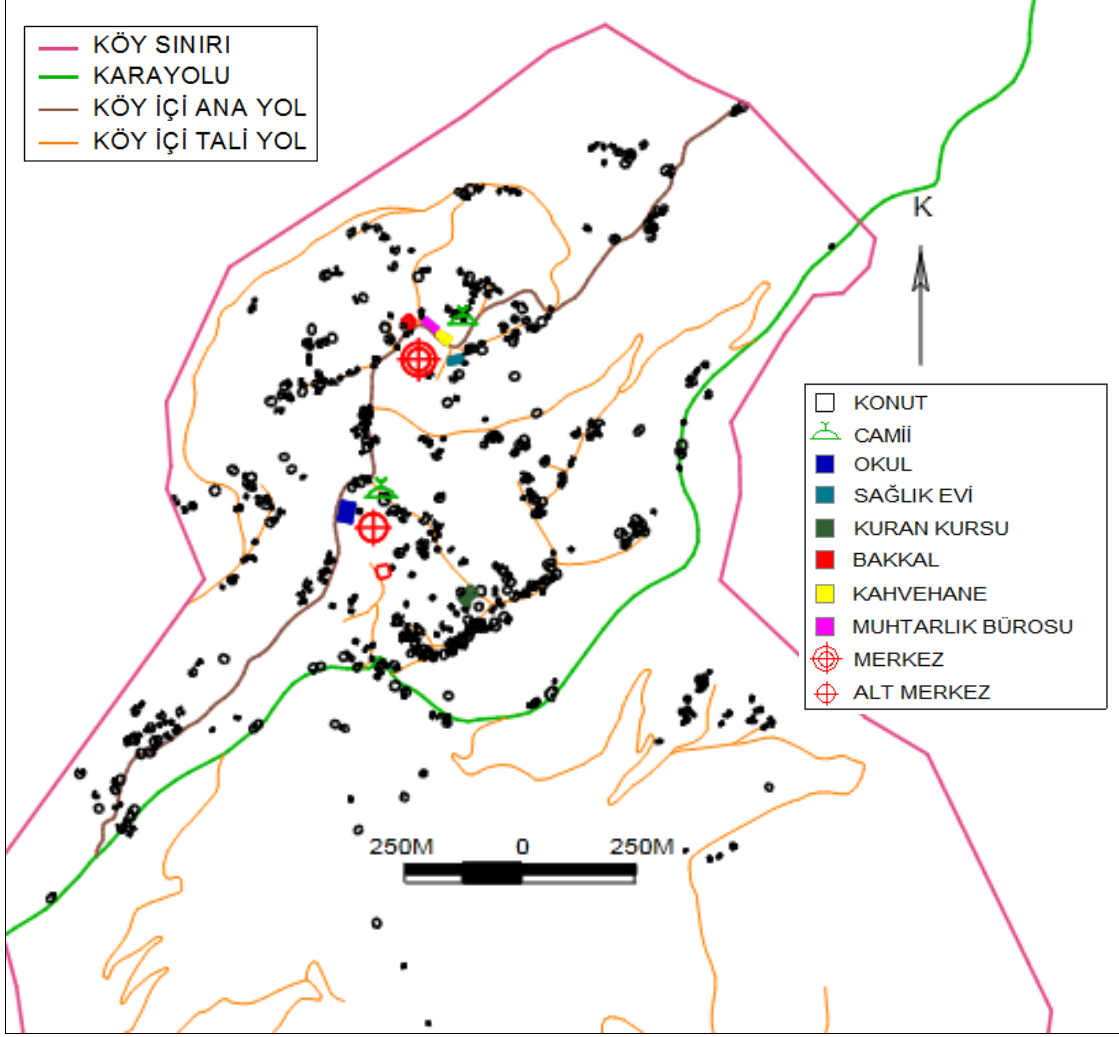 KÖY SINIRI
KARAYOLU
KÖY İÇİ ANA YOL
KÖY İÇİ TALİ YOL
K
KONUT
CAMİİ
OKUL
SAĞLIK EVİ
KURAN KURSU
BAKKAL
KAHVEHANE
MUHTARLIK BÜROSU
MERKEZ
ALT MERKEZ
250M 0 250M